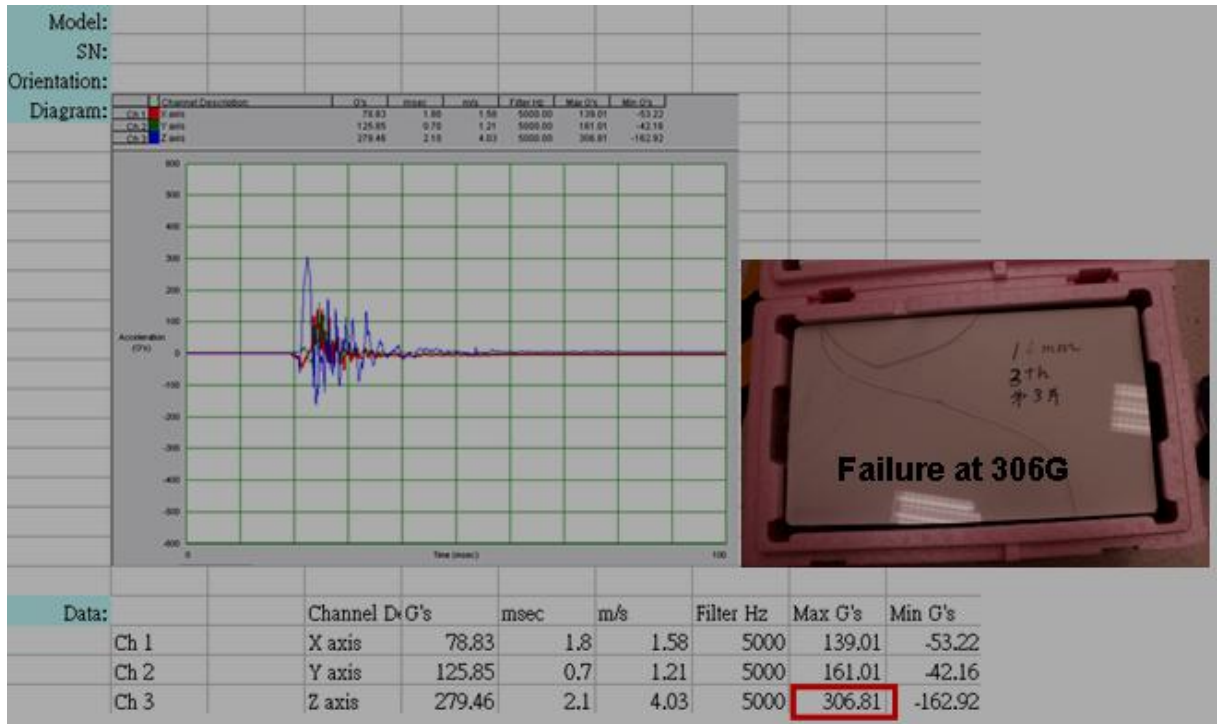 Model:
SN:
Orientation:
Diagram:
Channel Description: G's msec m/s Filter Hz Max G's Min G's
Ch 1 X axis 78.83 1.80 1.58 5000.00 139.01 -53.22
Ch 2 Y axis 125.85 0.70 1.21 5000.00 161.01 -42.16
Ch 3 Z axis 279.46 2.10 4.03 5000.00 306.81 -162.92
600
500
400
300
200
100
Acceleration
(G's)
0
-100
-200
-300
-400
-500
-600
0 Time (msec) 100
3th
第3片
Failure at 306G
Data: Channel De G's msec m/s Filter Hz Max G's Min G's
Ch 1 X axis 78.83 1.8 1.58 5000 139.01 -53.22
Ch 2 Y axis 125.85 0.7 1.21 5000 161.01 -42.16
Ch 3 Z axis 279.46 2.1 4.03 5000 306.81 -162.92